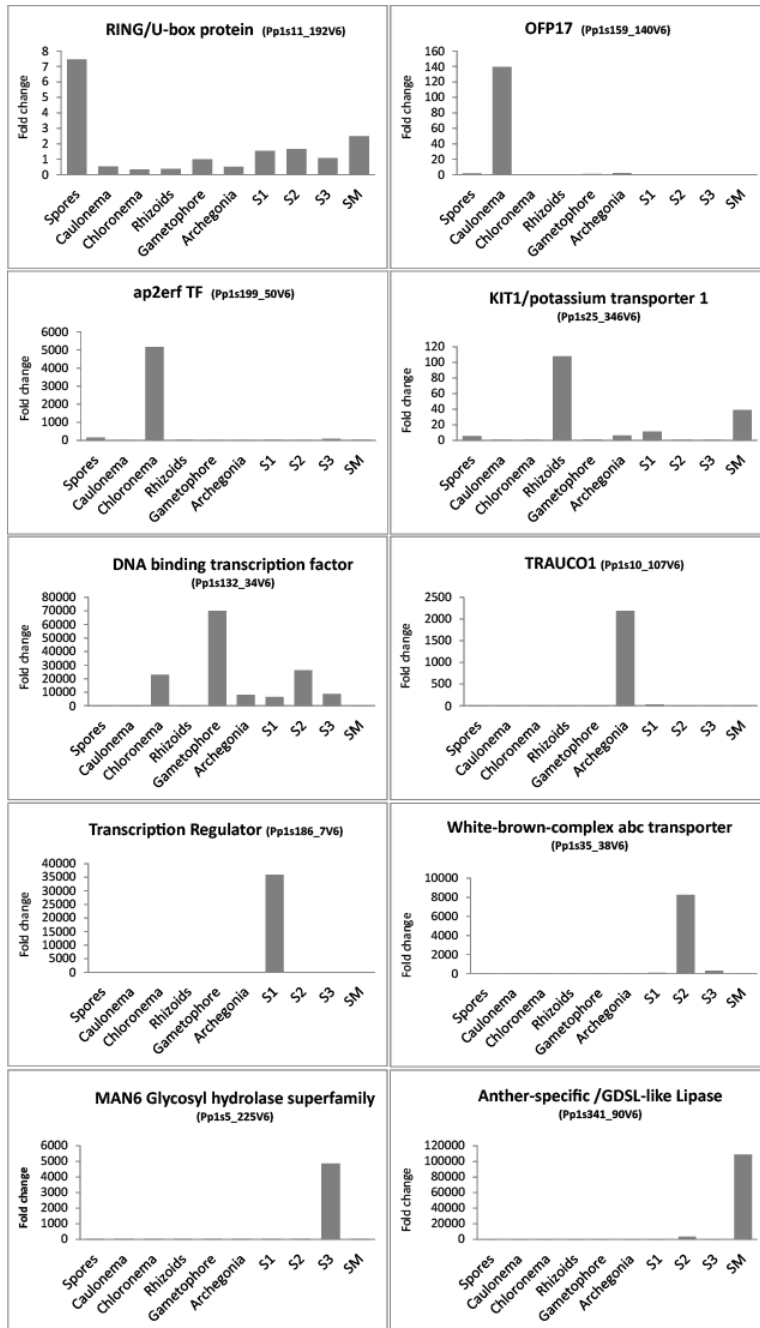 RING/U-box protein (Pp1s11_192V6)
Fold change
8
7
6
5
4
3
2
1
0
Spores
Caulonema
Chloronema
Rhizoids
Gametophore
Archegonia
S1
S2
S3
SM
OFP17 (Pp1s159_140V6)
Fold change
160
140
120
100
80
60
40
20
0
Spores
Caulonema
Chloronema
Rhizoids
Gametophore
Archegonia
S1
S2
S3
SM
ap2erf TF (Pp1s199_50V6)
Fold change
6000
5000
4000
3000
2000
1000
0
Spores
Caulonema
Chloronema
Rhizoids
Gametophore
Archegonia
S1
S2
S3
SM
KIT1/potassium transporter 1
(Pp1s25_346V6)
Fold change
120
100
80
60
40
20
0
Spores
Caulonema
Chloronema
Rhizoids
Gametophore
Archegonia
S1
S2
S3
SM
DNA binding transcription factor
(Pp1s132_34V6)
Fold change
80000
70000
60000
50000
40000
30000
20000
10000
0
Spores
Caulonema
Chloronema
Rhizoids
Gametophore
Archegonia
S1
S2
S3
SM
TRAUCO1 (Pp1s10_107V6)
Fold change
2500
2000
1500
1000
500
0
Spores
Caulonema
Chloronema
Rhizoids
Gametophore
Archegonia
S1
S2
S3
SM
Transcription Regulator (Pp1s186_7V6)
Fold change
40000
35000
30000
25000
20000
15000
10000
5000
0
Spores
Caulonema
Chloronema
Rhizoids
Gametophore
Archegonia
S1
S2
S3
SM
White-brown-complex abc transporter
(Pp1s35_38V6)
Fold change
10000
8000
6000
4000
2000
0
Spores
Caulonema
Chloronema
Rhizoids
Gametophore
Archegonia
S1
S2
S3
SM
MAN6 Glycosyl hydrolase superfamily
(Pp1s5_225V6)
Fold change
6000
5000
4000
3000
2000
1000
0
Spores
Caulonema
Chloronema
Rhizoids
Gametophore
Archegonia
S1
S2
S3
SM
Anther-specific /GDSL-like Lipase
(Pp1s341_90V6)
Fold change
120000
100000
80000
60000
40000
20000
0
Spores
Caulonema
Chloronema
Rhizoids
Gametophore
Archegonia
S1
S2
S3
SM